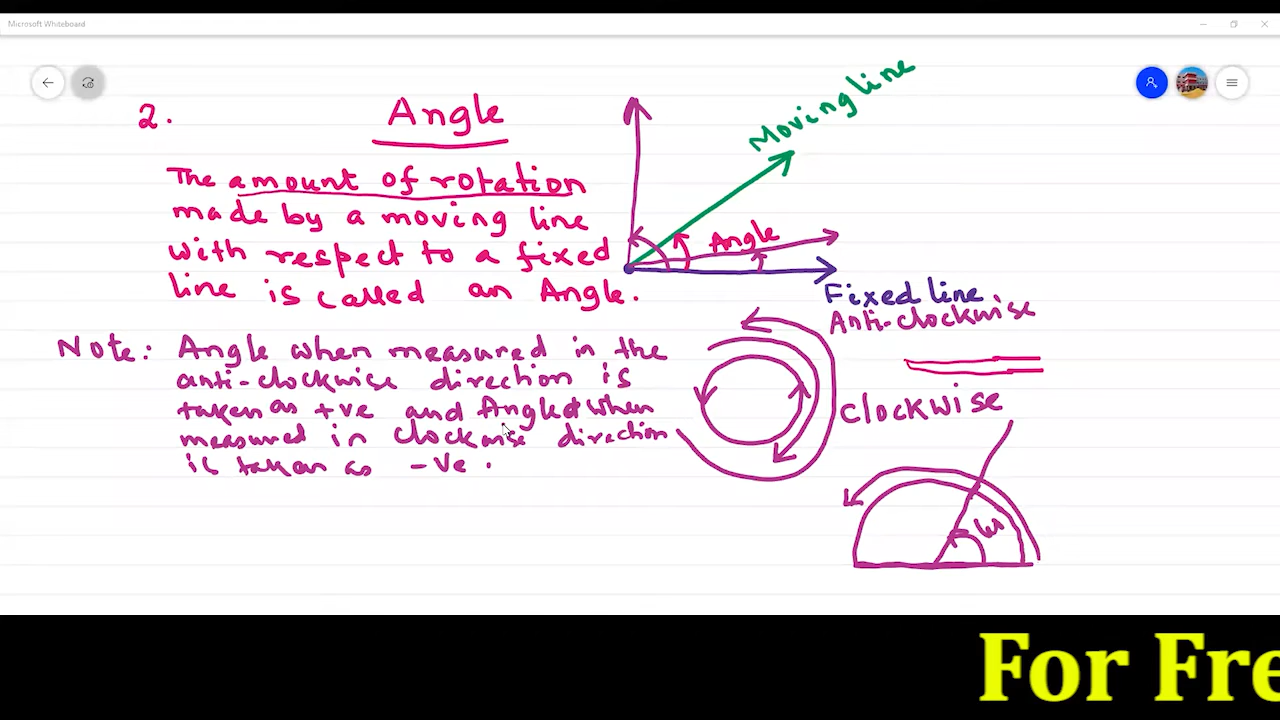 Microsoft Whiteboard
2.
Angle
The amount of rotation
made by a moving line
with respect to a fixed
line is called an Angle.
Moving line
Angle
Fixed line
Anti-clockwise
Note: Angle when measured in the
anti-clockwise direction is
taken as +ve and Angle when
measured in clockwise direction
is taken as -ve.
Clockwise
For Fre